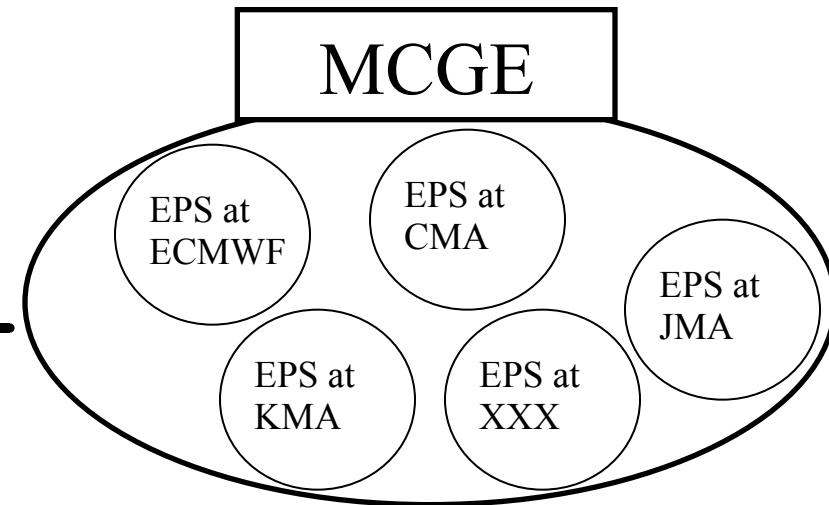 MCGE
EPS at
ECMWF
EPS at
CMA
EPS at
JMA
EPS at
KMA
EPS at
XXX